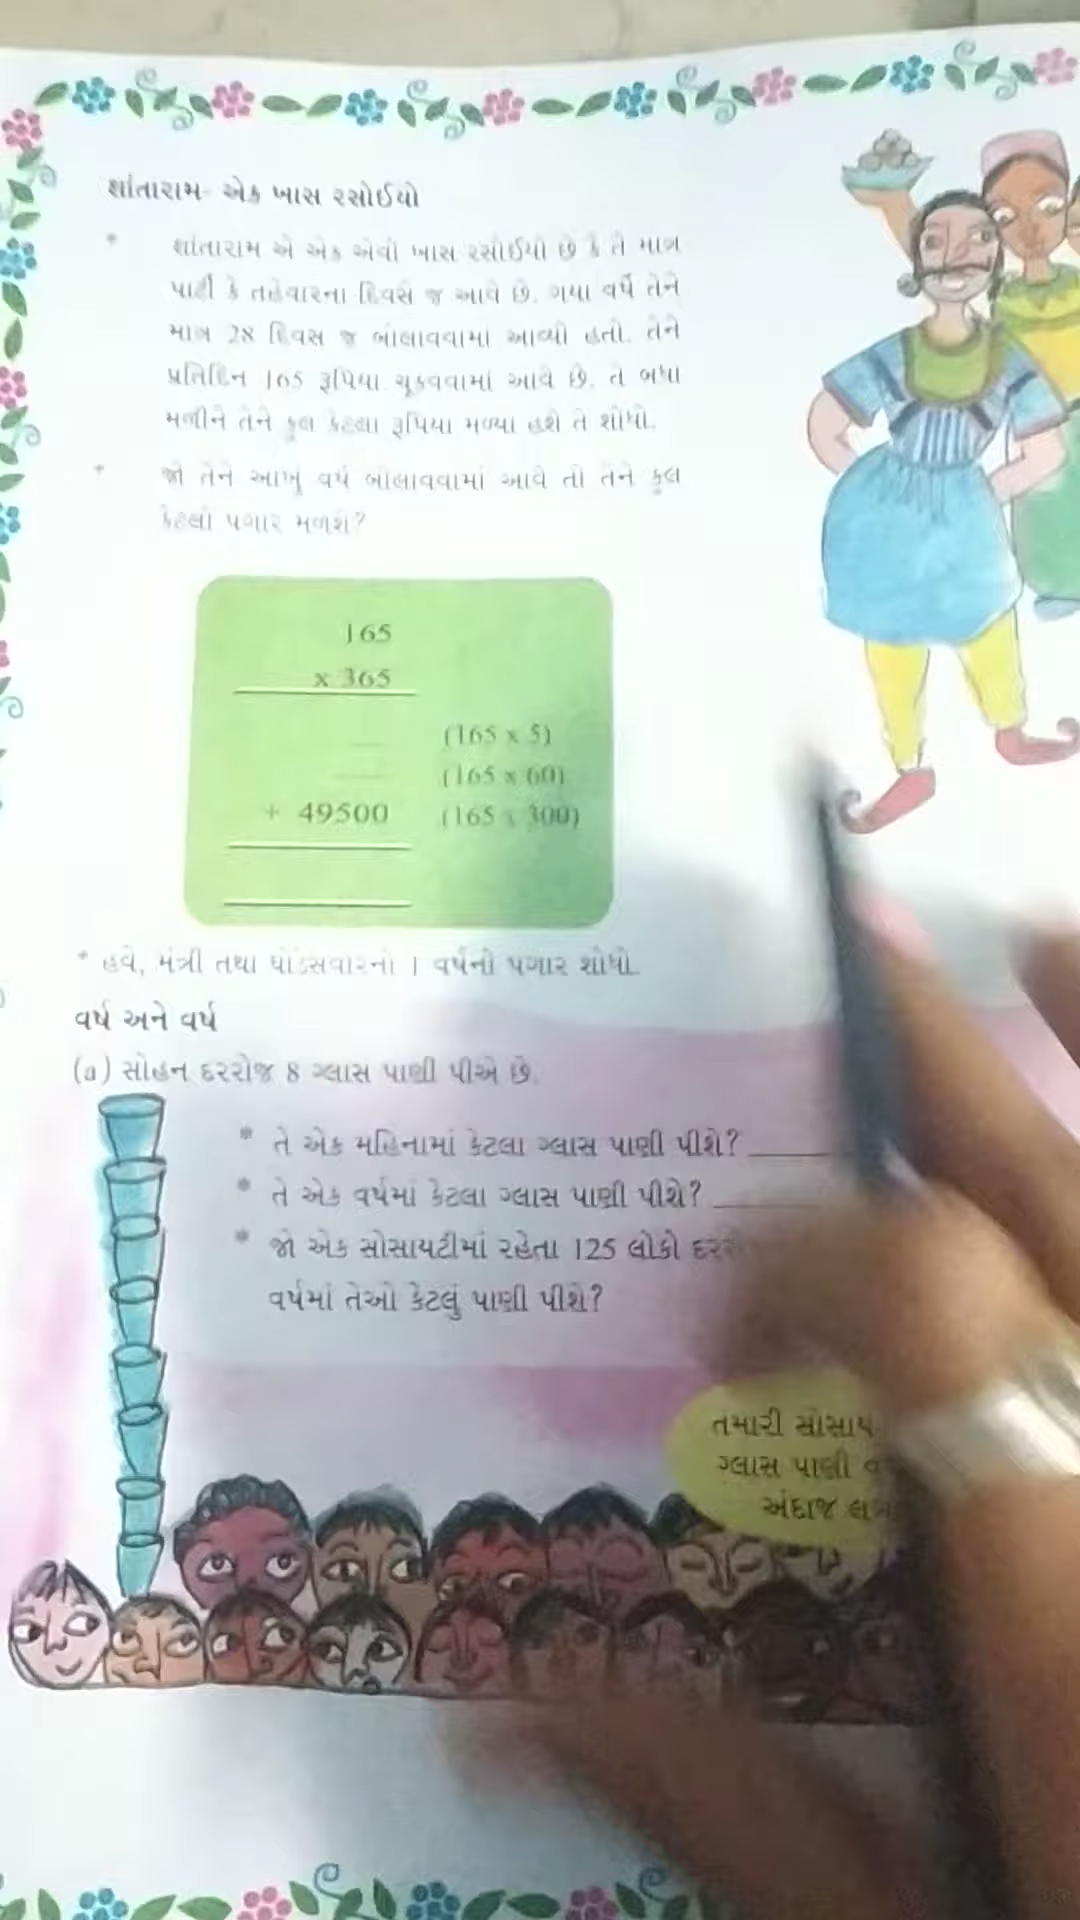 શાંતારામ- એક ખાસ રસોઈયો
* શાંતારામ એ એક એવો ખાસ રસોઈયો છે કે તે માત્ર
પાર્ટી કે તહેવારના દિવસે જ આવે છે. ગયા વર્ષે તેને
માત્ર 28 દિવસ જ બોલાવવામાં આવ્યો હતો. તેને
પ્રતિદિન 165 રૂપિયા ચૂકવવામાં આવે છે. તે બધા
મળીને તેને કુલ કેટલા રૂપિયા મળ્યા હશે તે શોધો.
* જો તેને આખું વર્ષ બોલાવવામાં આવે તો તેને કુલ
કેટલો પગાર મળશે?
165
x 365
(165 x 5)
(165 x 60)
+ 49500 (165 x 300)
* હવે, મંત્રી તથા ઘોડેસવારનો 1 વર્ષનો પગાર શોધો.
વર્ષ અને વર્ષ
(a) સોહન દરરોજ 8 ગ્લાસ પાણી પીએ છે.
* તે એક મહિનામાં કેટલા ગ્લાસ પાણી પીશે?
* તે એક વર્ષમાં કેટલા ગ્લાસ પાણી પીશે?
* જો એક સોસાયટીમાં રહેતા 125 લોકો
વર્ષમાં તેઓ કેટલું પાણી પીશે?
તમારી
ગ્લાસ પાણી
અંદાજ